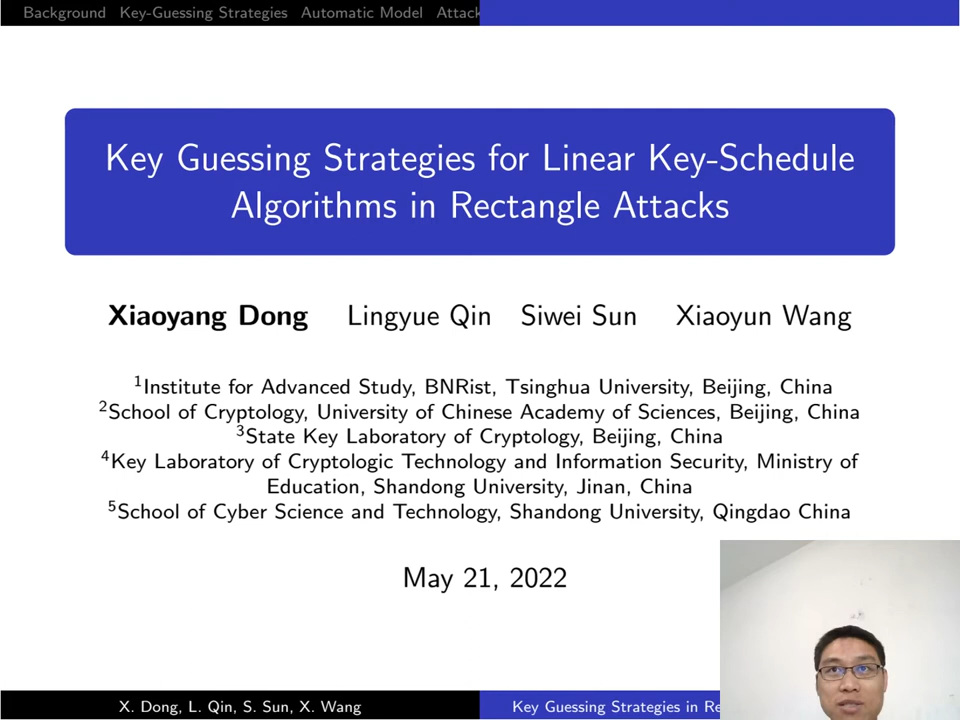 Background Key-Guessing Strategies Automatic Model Attack
Key Guessing Strategies for Linear Key-Schedule
Algorithms in Rectangle Attacks
Xiaoyang Dong Lingyue Qin Siwei Sun Xiaoyun Wang
1Institute for Advanced Study, BNRist, Tsinghua University, Beijing, China
2School of Cryptology, University of Chinese Academy of Sciences, Beijing, China
3State Key Laboratory of Cryptology, Beijing, China
4Key Laboratory of Cryptologic Technology and Information Security, Ministry of
Education, Shandong University, Jinan, China
5School of Cyber Science and Technology, Shandong University, Qingdao China
May 21, 2022
X. Dong, L. Qin, S. Sun, X. Wang
Key Guessing Strategies in Re